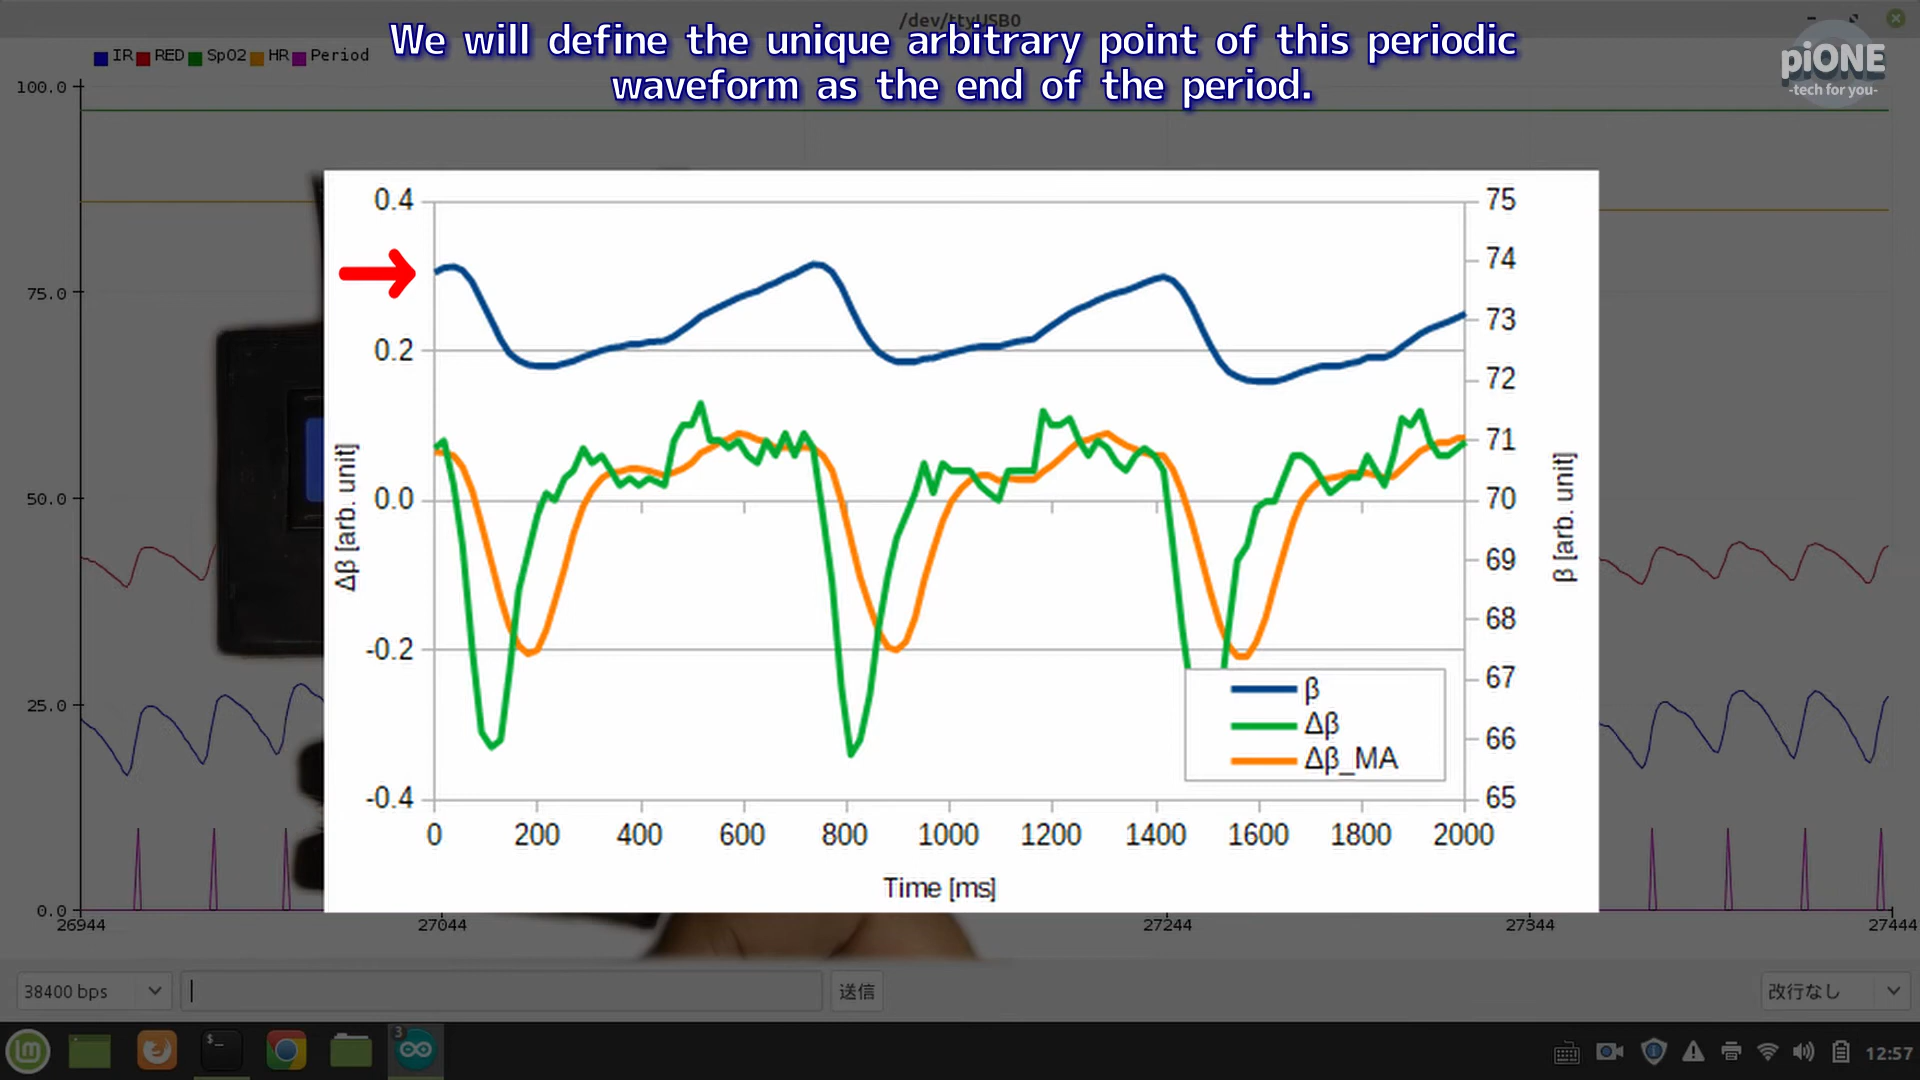 /dev/ttyUSB0
We will define the unique arbitrary point of this periodic
waveform as the end of the period.
piONE
-tech for you-
IR RED SpO2 HR Period
100.0
75.0
50.0
25.0
0.0
26944 27044 27244 27344 27444
0.4
0.2
0.0
-0.2
-0.4
Δβ [arb. unit]
75
74
73
72
71
70
69
68
67
66
65
β [arb. unit]
β
Δβ
Δβ_MA
0 200 400 600 800 1000 1200 1400 1600 1800 2000
Time [ms]
38400 bps
送信
改行なし
$_
3
12:57